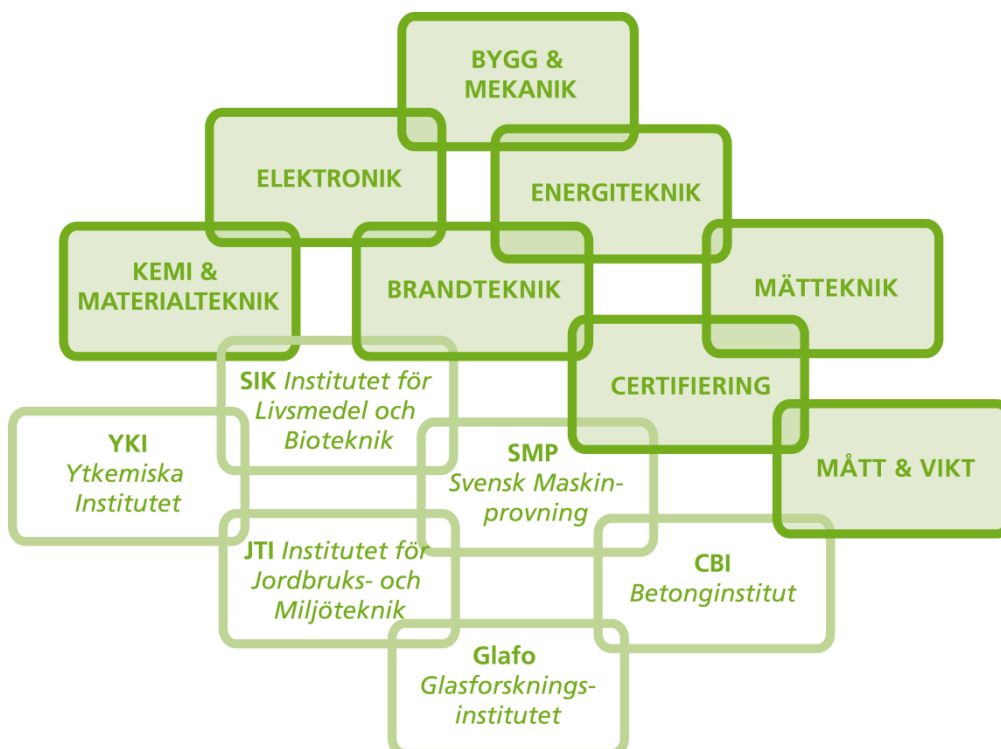 BYGG &
MEKANIK
ELEKTRONIK
ENERGITEKNIK
KEMI &
MATERIALTEKNIK
BRANDTEKNIK
MÄTTEKNIK
SIK Institutet för
Livsmedel och
Bioteknik
CERTIFIERING
YKI
Ytkemiska
Institutet
SMP
Svensk Maskin-
provning
MÅTT & VIKT
JTI Institutet för
Jordbruks- och
Miljöteknik
CBI
Betonginstitut
Glafo
Glasforsknings-
institutet